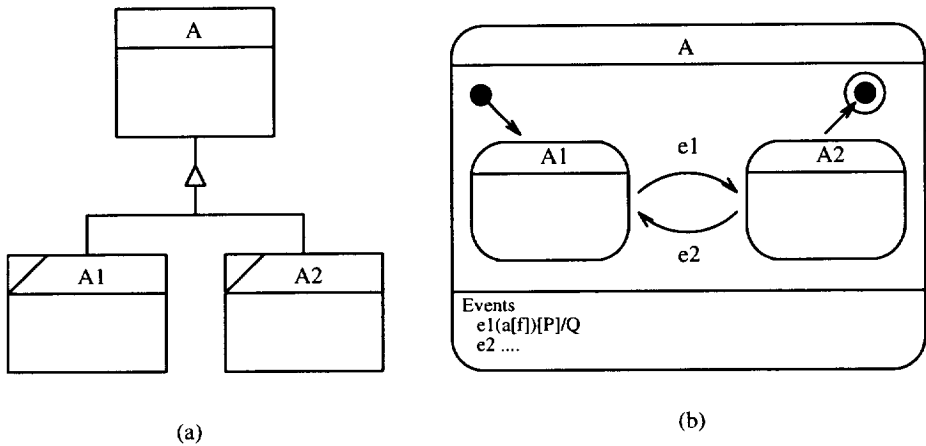 A
A1
A2
(a)
A
A1
e1
A2
e2
Events
e1(a[f])[P]/Q
e2 ....
(b)